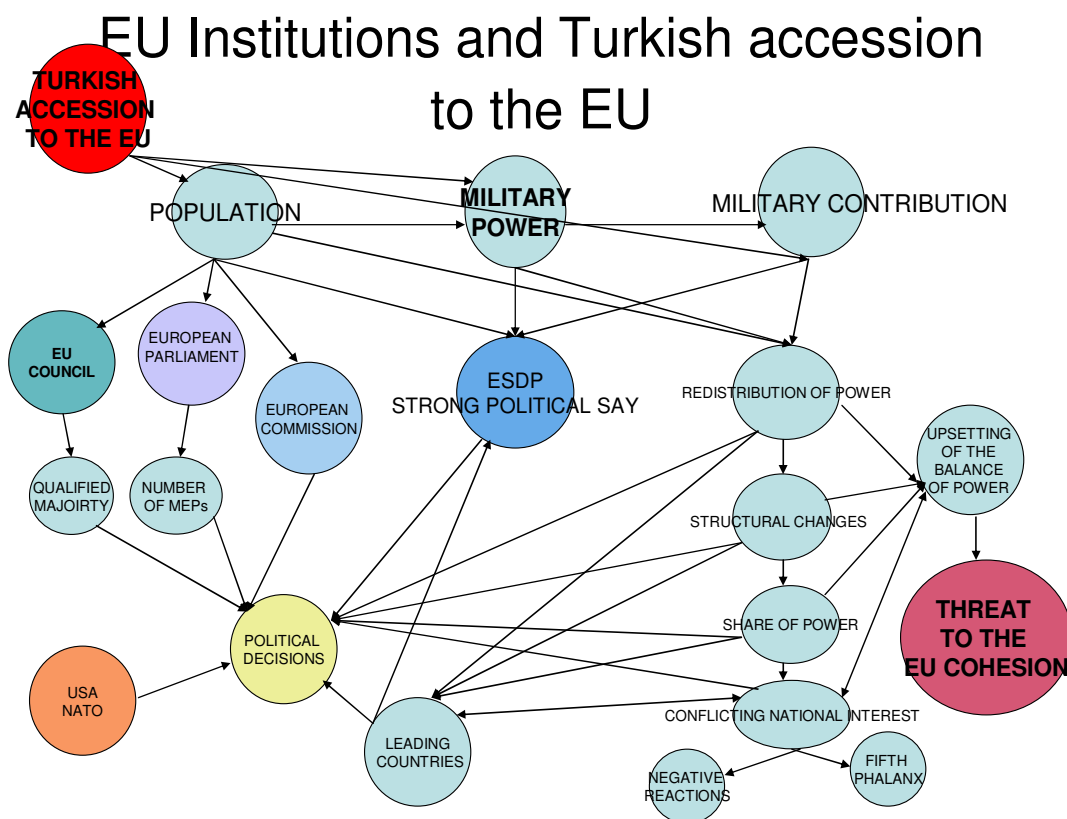 EU Institutions and Turkish accession
to the EU
TURKISH
ACCESSION
TO THE EU
POPULATION
MILITARY
POWER
MILITARY CONTRIBUTION
EU
COUNCIL
EUROPEAN
PARLIAMENT
EUROPEAN
COMMISSION
ESDP
STRONG POLITICAL SAY
REDISTRIBUTION OF POWER
UPSETTING
OF THE
BALANCE
OF POWER
QUALIFIED
MAJOIRTY
NUMBER
OF MEPs
STRUCTURAL CHANGES
SHARE OF POWER
THREAT
TO THE
EU COHESION
POLITICAL
DECISIONS
USA
NATO
LEADING
COUNTRIES
CONFLICTING NATIONAL INTEREST
NEGATIVE
REACTIONS
FIFTH
PHALANX